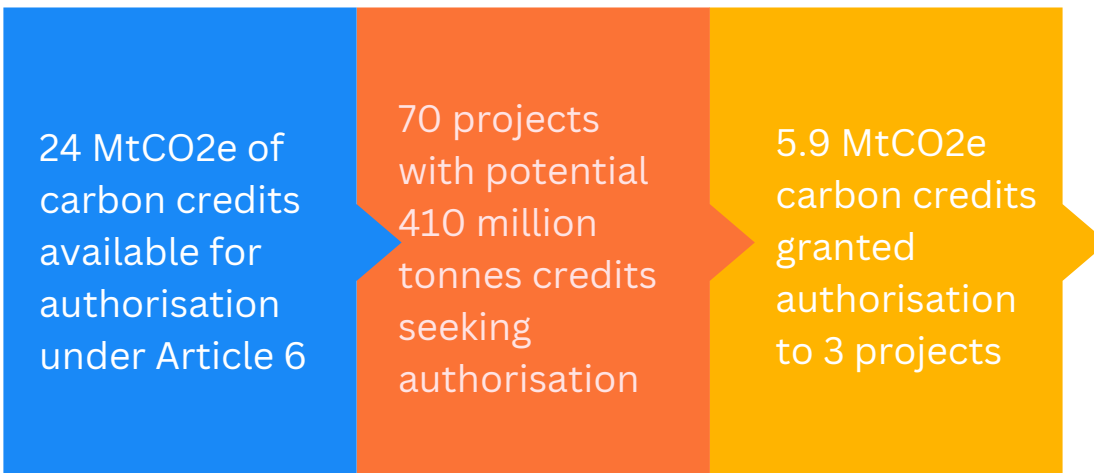 24 MtCO2e of
carbon credits
available for
authorisation
under Article 6
70 projects
with potential
410 million
tonnes credits
seeking
authorisation
5.9 MtCO2e
carbon credits
granted
authorisation
to 3 projects